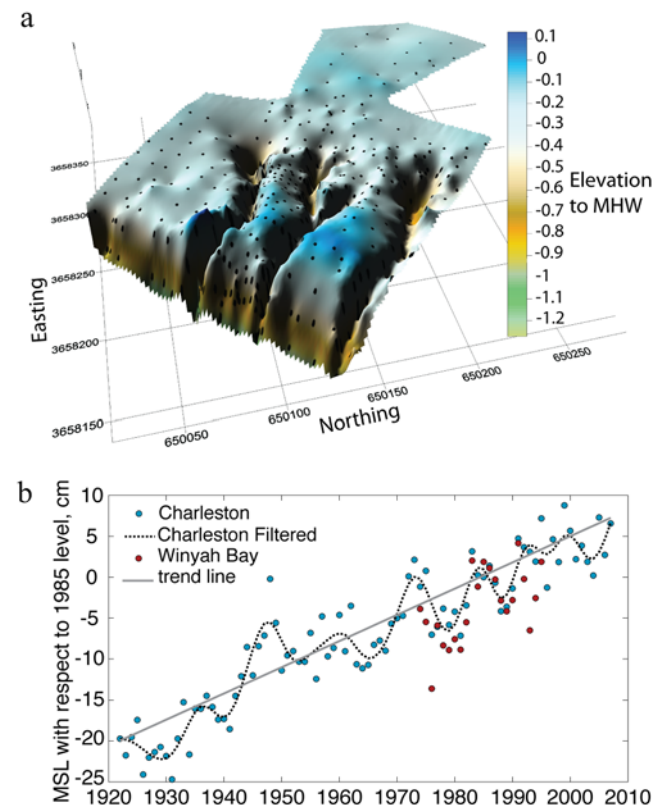 a
0.1
0
-0.1
-0.2
-0.3
-0.4
-0.5
-0.6
-0.7
-0.8
-0.9
-1
-1.1
-1.2
Elevation
to MHW
3658350
3658300
3658250
3658200
3658150
Easting
650050
650100
650150
650200
650250
Northing
b
MSL with respect to 1985 level, cm
10
5
0
-5
-10
-15
-20
-25
Charleston
Charleston Filtered
Winyah Bay
trend line
1920 1930 1940 1950 1960 1970 1980 1990 2000 2010